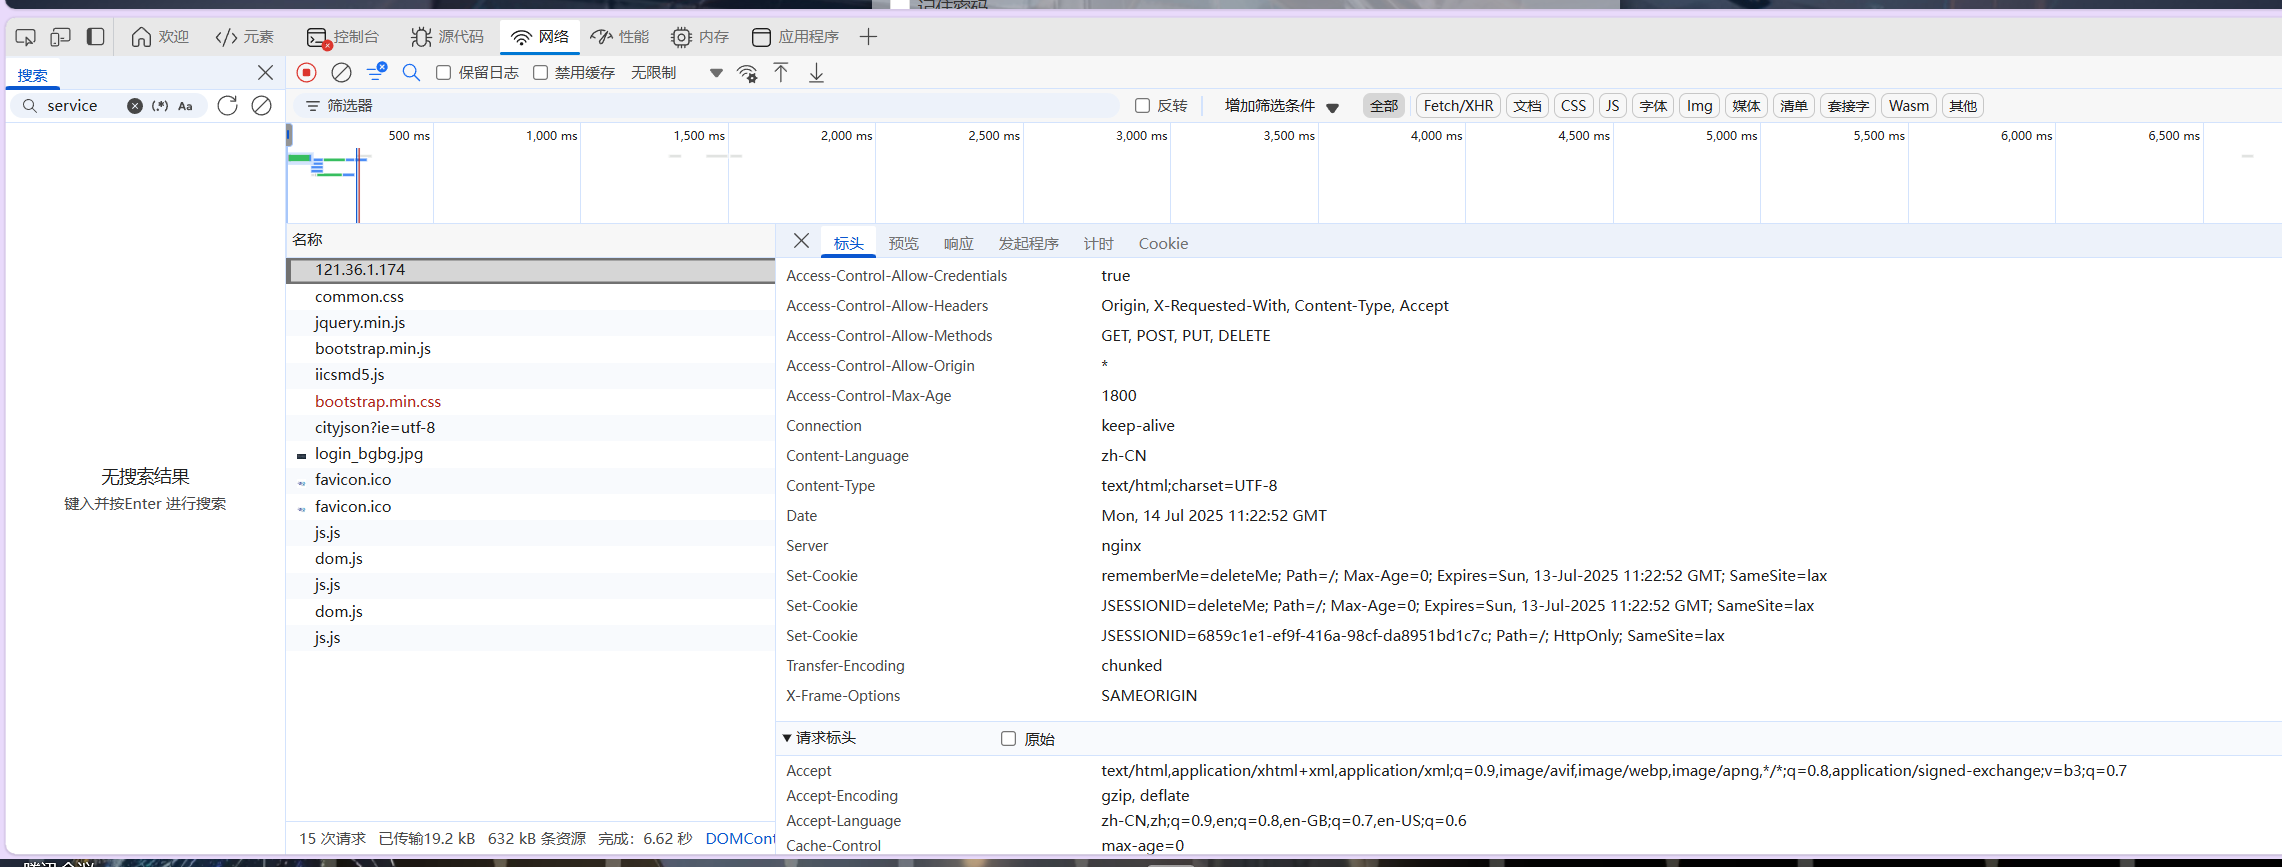 记住密码
欢迎 元素 控制台 源代码 网络 性能 内存 应用程序
搜索 保留日志 禁用缓存 无限制
service (.*) Aa 筛选器 反转 增加筛选条件 全部 Fetch/XHR 文档 CSS JS 字体 Img 媒体 清单 套接字 Wasm 其他
500 ms 1,000 ms 1,500 ms 2,000 ms 2,500 ms 3,000 ms 3,500 ms 4,000 ms 4,500 ms 5,000 ms 5,500 ms 6,000 ms 6,500 ms
无搜索结果
键入并按Enter 进行搜索
名称
121.36.1.174
common.css
jquery.min.js
bootstrap.min.js
iicsmd5.js
bootstrap.min.css
cityjson?ie=utf-8
login_bgbg.jpg
favicon.ico
favicon.ico
js.js
dom.js
js.js
dom.js
js.js
15 次请求 已传输19.2 kB 632 kB 条资源 完成：6.62 秒 DOMCont
标头 预览 响应 发起程序 计时 Cookie
Access-Control-Allow-Credentials true
Access-Control-Allow-Headers Origin, X-Requested-With, Content-Type, Accept
Access-Control-Allow-Methods GET, POST, PUT, DELETE
Access-Control-Allow-Origin *
Access-Control-Max-Age 1800
Connection keep-alive
Content-Language zh-CN
Content-Type text/html;charset=UTF-8
Date Mon, 14 Jul 2025 11:22:52 GMT
Server nginx
Set-Cookie rememberMe=deleteMe; Path=/; Max-Age=0; Expires=Sun, 13-Jul-2025 11:22:52 GMT; SameSite=lax
Set-Cookie JSESSIONID=deleteMe; Path=/; Max-Age=0; Expires=Sun, 13-Jul-2025 11:22:52 GMT; SameSite=lax
Set-Cookie JSESSIONID=6859c1e1-ef9f-416a-98cf-da8951bd1c7c; Path=/; HttpOnly; SameSite=lax
Transfer-Encoding chunked
X-Frame-Options SAMEORIGIN
请求标头 原始
Accept text/html,application/xhtml+xml,application/xml;q=0.9,image/avif,image/webp,image/apng,*/*;q=0.8,application/signed-exchange;v=b3;q=0.7
Accept-Encoding gzip, deflate
Accept-Language zh-CN,zh;q=0.9,en;q=0.8,en-GB;q=0.7,en-US;q=0.6
Cache-Control max-age=0
腾讯会议